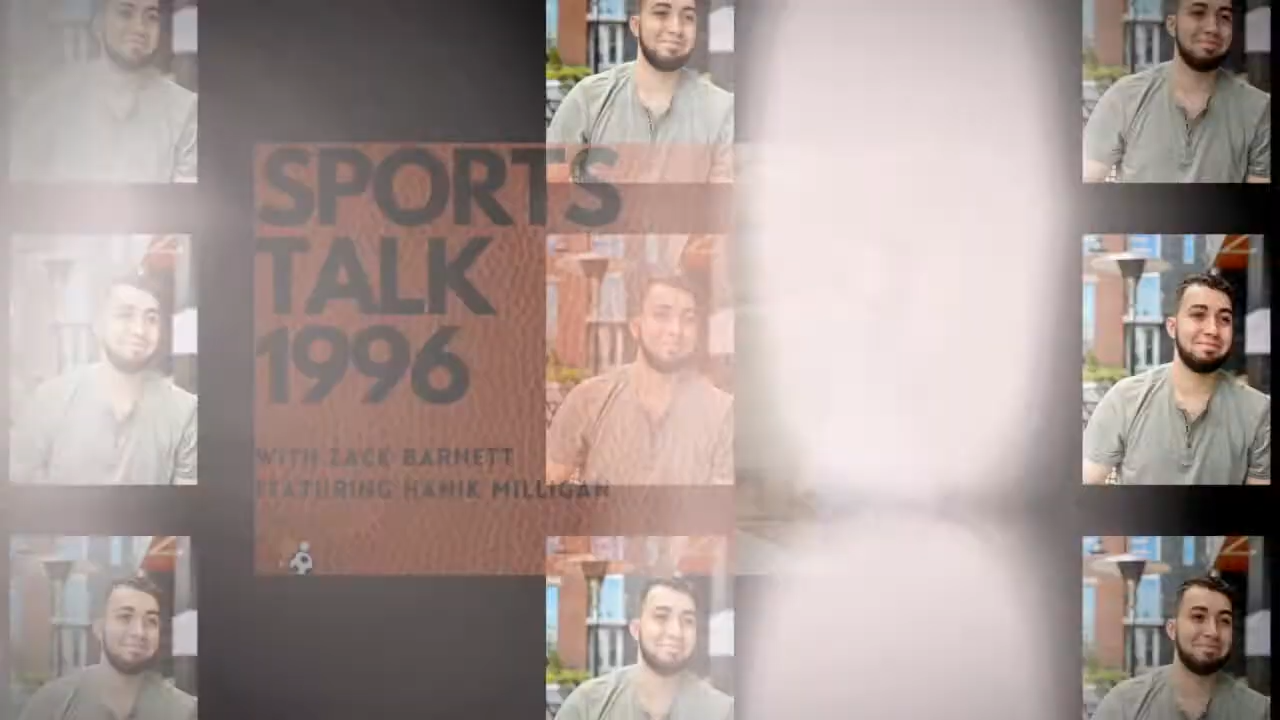 SPORTS
TALK
1996
WITH ZACK BARNETT
FEATURING HANIK MILLIGAN